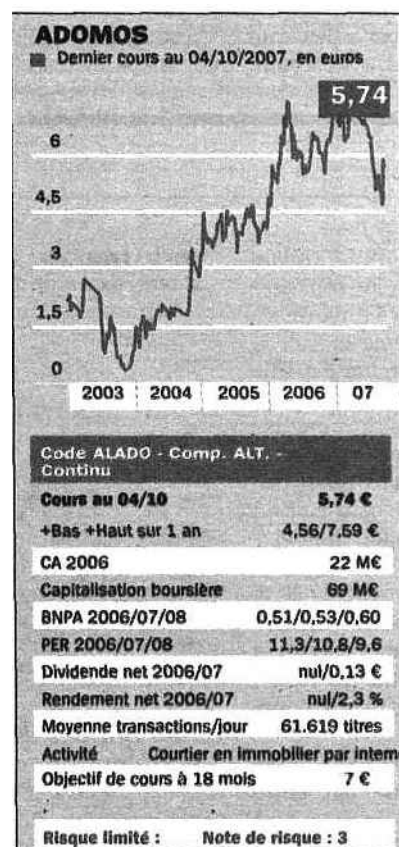 ADOMOS
Dernier cours au 04/10/2007, en euros
5,74
6
4,5
3
1,5
0
2003 2004 2005 2006 07
Code ALADO - Comp. ALT. -
Continu
Cours au 04/10 5,74 €
+Bas +Haut sur 1 an 4,56/7,59 €
CA 2006 22 M€
Capitalisation boursière 69 M€
BNPA 2006/07/08 0,51/0,53/0,60
PER 2006/07/08 11,3/10,8/9,6
Dividende net 2006/07 nul/0,13 €
Rendement net 2006/07 nul/2,3 %
Moyenne transactions/jour 61.619 titres
Activité Courtier en immobilier par intern
Objectif de cours à 18 mois 7 €
Risque limité : Note de risque : 3